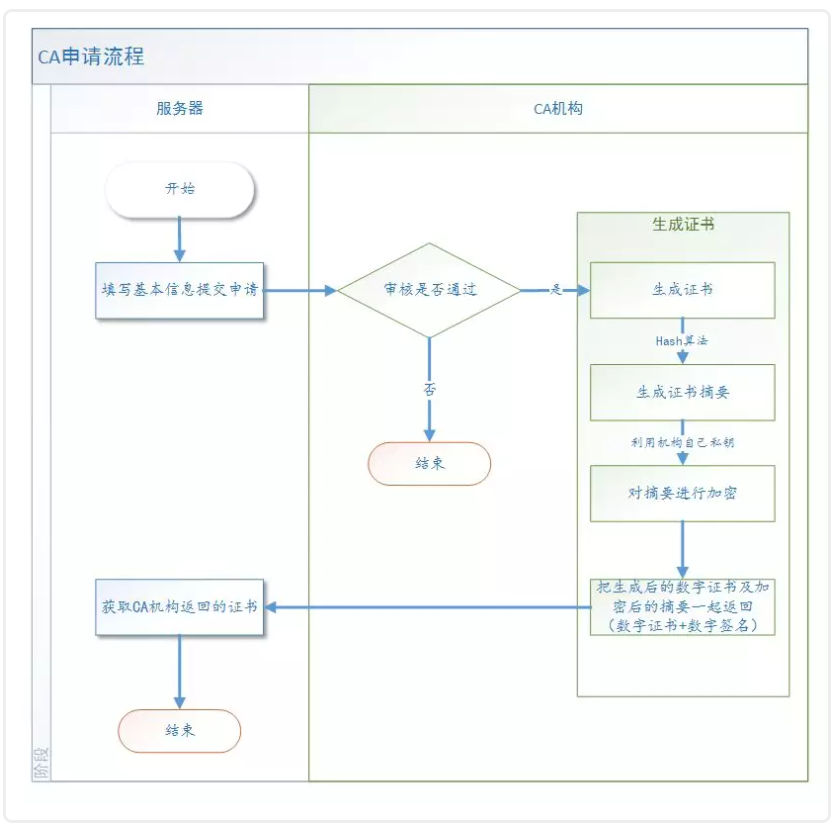 CA申请流程
服务器
CA机构
开始
填写基本信息提交申请
审核是否通过
是
否
结束
生成证书
生成证书
Hash算法
生成证书摘要
利用机构自己私钥
对摘要进行加密
把生成后的数字证书及加
密后的摘要一起返回
（数字证书+数字签名）
获取CA机构返回的证书
结束
阶段